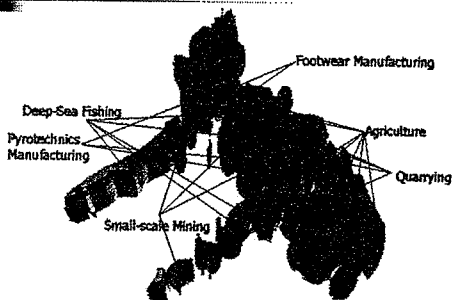 Footwear Manufacturing
Deep-Sea Fishing
Agriculture
Pyrotechnics
Manufacturing
Quarrying
Small-scale Mining